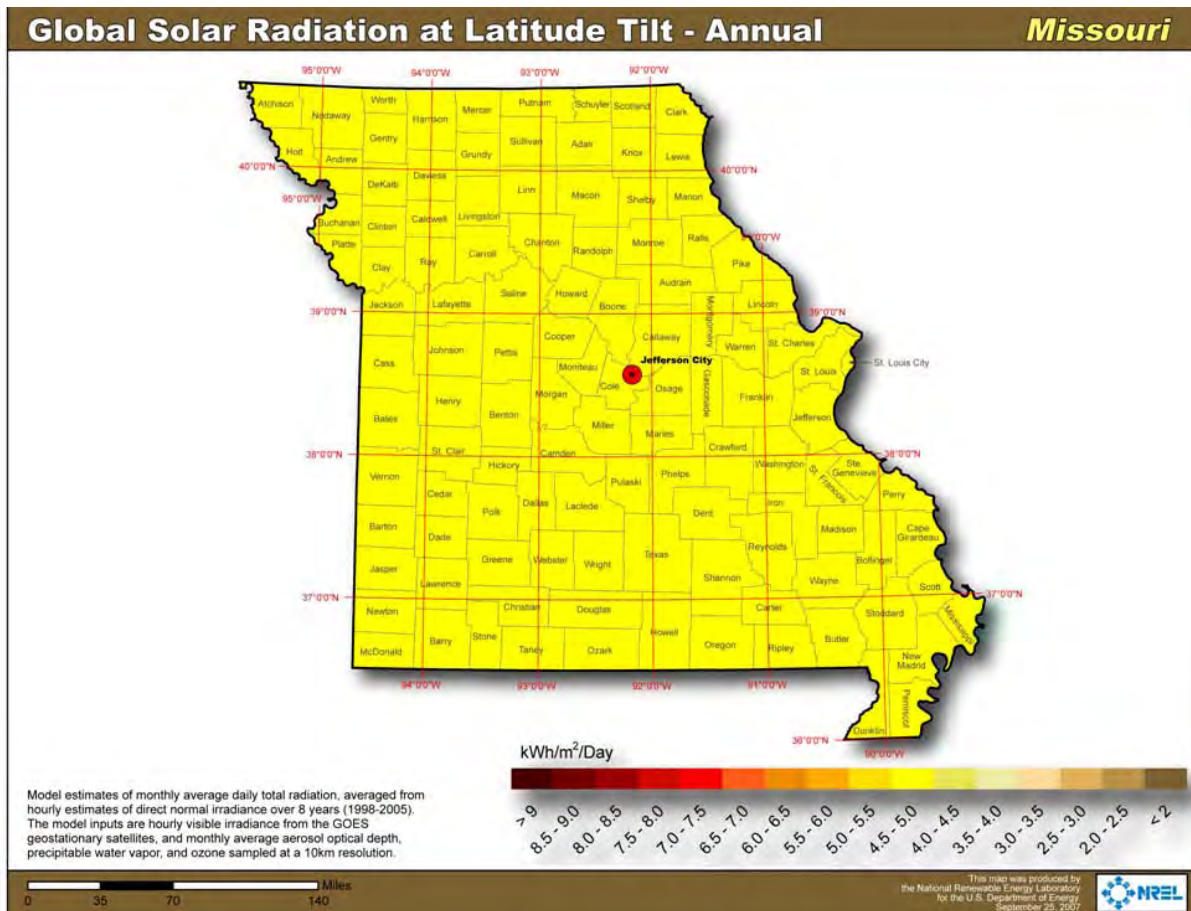 Global Solar Radiation at Latitude Tilt - Annual
Missouri
95°0'0"W 94°0'0"W 93°0'0"W 92°0'0"W
Atchison Nodaway Worth Harrison Mercer Putnam Schuyler Scotland Clark
Gentry Sullivan Adair Knox Lewis
Holt Andrew Grundy
40°0'0"N 40°0'0"N
DeKalb Daviess Linn Macon Shelby Marion
95°0'0"W
Buchanan Clinton Caldwell Livingston Chariton Randolph Monroe Ralls
Platte Clay Ray Carroll Pike
Audrain
Jackson Lafayette Saline Howard Boone Montgomery Lincoln
39°0'0"N 39°0'0"N
Cass Johnson Pettis Cooper Callaway Warren St. Charles
Moniteau Jefferson City St. Louis St. Louis City
Cole Osage Gasconade Franklin
Bates Henry Benton Morgan Miller Maries Jefferson
Crawford
38°0'0"N 38°0'0"N
St. Clair Hickory Camden Washington Ste. Genevieve
Vernon Pulaski Phelps St. Francois Perry
Cedar Polk Dallas Laclede Dent Iron
Barton Dade Madison Cape Girardeau
Greene Webster Wright Texas Reynolds Bollinger
Jasper Lawrence Shannon Wayne Scott
37°0'0"N 37°0'0"N
Newton Christian Douglas Carter Stoddard Mississippi
McDonald Barry Stone Taney Ozark Howell Oregon Ripley Butler
New Madrid
Pemiscot
94°0'0"W 93°0'0"W 92°0'0"W 91°0'0"W
Dunklin
36°0'0"N
90°0'0"W
kWh/m²/Day
> 9 8.5 - 9.0 8.0 - 8.5 7.5 - 8.0 7.0 - 7.5 6.5 - 7.0 6.0 - 6.5 5.5 - 6.0 5.0 - 5.5 4.5 - 5.0 4.0 - 4.5 3.5 - 4.0 3.0 - 3.5 2.5 - 3.0 2.0 - 2.5 < 2
Model estimates of monthly average daily total radiation, averaged from
hourly estimates of direct normal irradiance over 8 years (1998-2005).
The model inputs are hourly visible irradiance from the GOES
geostationary satellites, and monthly average aerosol optical depth,
precipitable water vapor, and ozone sampled at a 10km resolution.
Miles
0 35 70 140
This map was produced by
the National Renewable Energy Laboratory
for the U.S. Department of Energy.
September 25, 2007
NREL